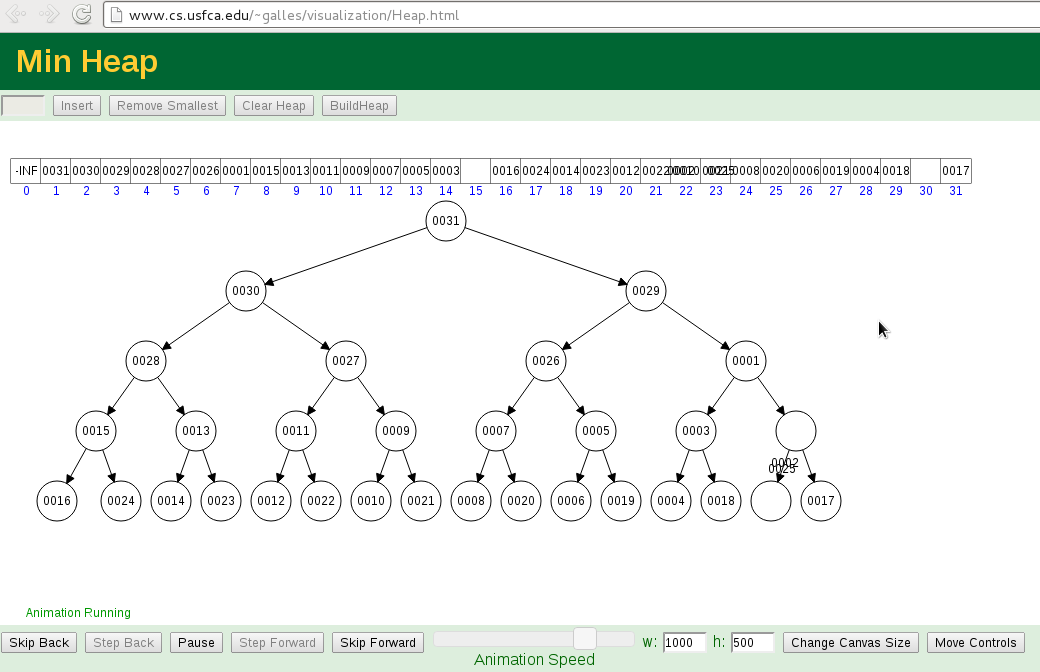 www.cs.usfca.edu/~galles/visualization/Heap.html
Min Heap
Insert Remove Smallest Clear Heap BuildHeap
-INF 0031 0030 0029 0028 0027 0026 0001 0015 0013 0011 0009 0007 0005 0003 0016 0024 0014 0023 0012 0022 0010 0021 0008 0020 0006 0019 0004 0018 0017
0 1 2 3 4 5 6 7 8 9 10 11 12 13 14 15 16 17 18 19 20 21 22 23 24 25 26 27 28 29 30 31
0031
0030 0029
0028 0027 0026 0001
0015 0013 0011 0009 0007 0005 0003
0002
0025
0016 0024 0014 0023 0012 0022 0010 0021 0008 0020 0006 0019 0004 0018 0017
Animation Running
Skip Back Step Back Pause Step Forward Skip Forward w: 1000 h: 500 Change Canvas Size Move Controls
Animation Speed